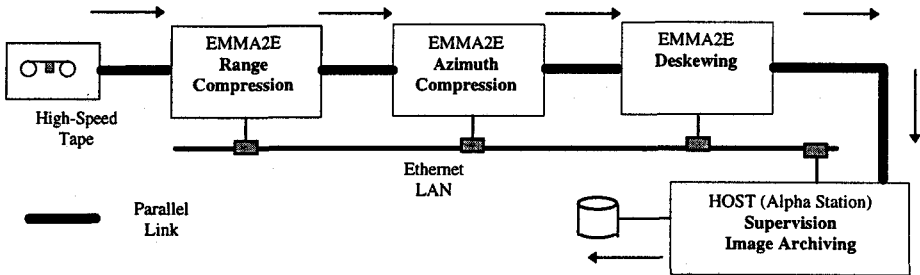 EMMA2E
Range
Compression
EMMA2E
Azimuth
Compression
EMMA2E
Deskewing
High-Speed
Tape
Ethernet
LAN
Parallel
Link
HOST (Alpha Station)
Supervision
Image Archiving